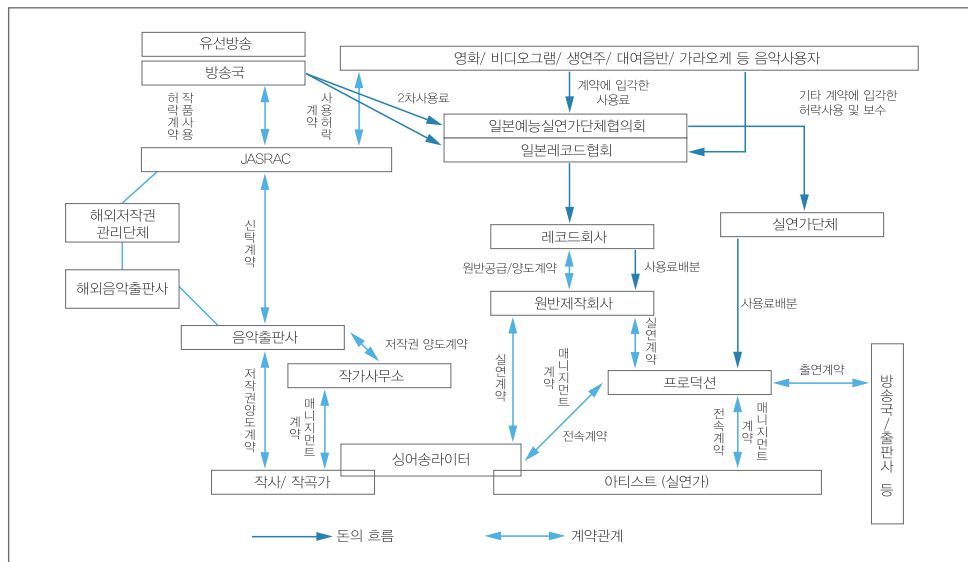 유선방송
방송국
영화/ 비디오그램/ 생연주/ 대여음반/ 가라오케 등 음악사용자
작품사용
허락계약
사용허락
계약
2차사용료
계약에 입각한
사용료
기타 계약에 입각한
허락사용 및 보수
일본예능실연가단체협의회
일본레코드협회
JASRAC
해외저작권
관리단체
신탁계약
레코드회사
실연가단체
원반공급/양도계약
사용료배분
해외음악출판사
원반제작회사
사용료배분
음악출판사
저작권 양도계약
실연계약
작가사무소
실연계약
매니지먼트
계약
프로덕션
출연계약
방송국/출판사 등
저작권양도계약
매니지먼트
계약
전속계약
전속계약
매니지먼트
계약
싱어송라이터
작사/ 작곡가
아티스트 (실연가)
돈의 흐름
계약관계